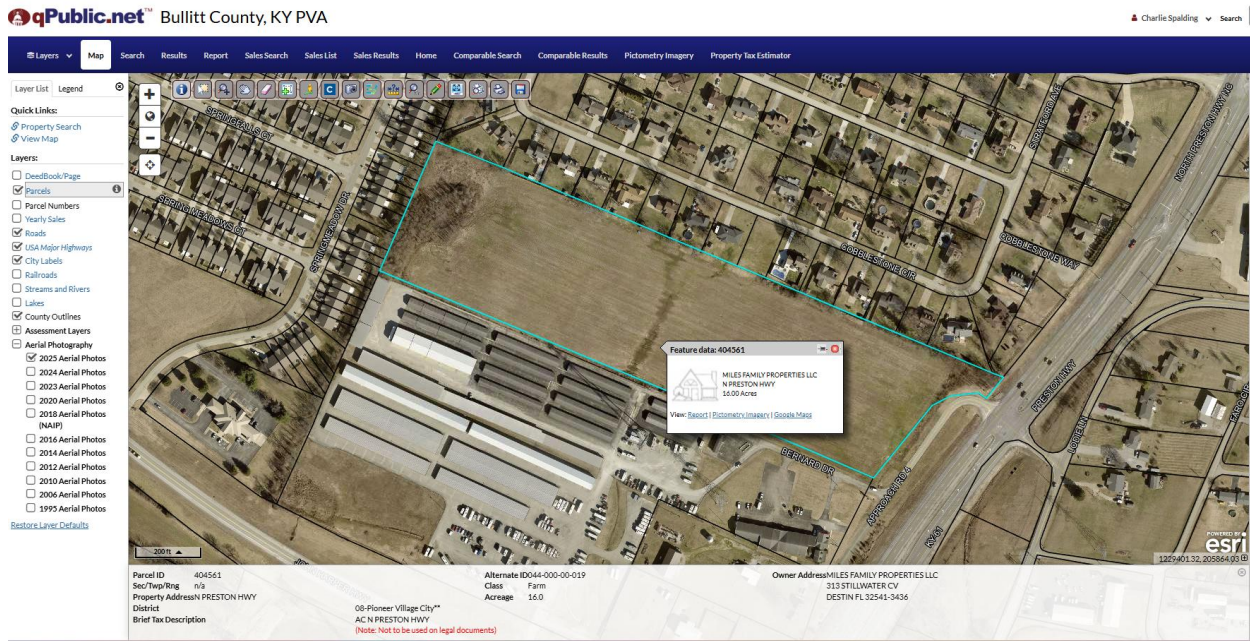 qPublic.net™ Bullitt County, KY PVA
Charlie Spalding Search
Layers Map Search Results Report Sales Search Sales List Sales Results Home Comparable Search Comparable Results Pictometry Imagery Property Tax Estimator
Layer List Legend
Quick Links:
Property Search
View Map
Layers:
DeedBook/Page
Parcels
Parcel Numbers
Yearly Sales
Roads
USA Major Highways
City Labels
Railroads
Streams and Rivers
Lakes
County Outlines
Assessment Layers
Aerial Photography
2025 Aerial Photos
2024 Aerial Photos
2023 Aerial Photos
2020 Aerial Photos
2018 Aerial Photos
(NAIP)
2016 Aerial Photos
2014 Aerial Photos
2012 Aerial Photos
2010 Aerial Photos
2006 Aerial Photos
1995 Aerial Photos
Restore Layer Defaults
SPRINGFALLS CT
SPRING MEADOWS CT
SPRINGMEADOW DR
COBBLESTONE CIR
COBBLESTONE WAY
NORTH PRESTON HWY NC
PRESTON HWY
LODIE LN
FARO CIR
BERNARD DR
APPROACH RD 4
KY-61
Feature data: 404561
MILES FAMILY PROPERTIES LLC
N PRESTON HWY
16.00 Acres
View: Report | Pictometry Imagery | Google Maps
200 ft
POWERED BY
esri
1229401.32, 205864.03
Parcel ID 404561
Sec/Twp/Rng n/a
Property Address N PRESTON HWY
District 08-Pioneer Village City**
Brief Tax Description AC N PRESTON HWY
(Note: Not to be used on legal documents)
Alternate ID 044-000-00-019
Class Farm
Acreage 16.0
Owner Address MILES FAMILY PROPERTIES LLC
313 STILLWATER CV
DESTIN FL 32541-3436